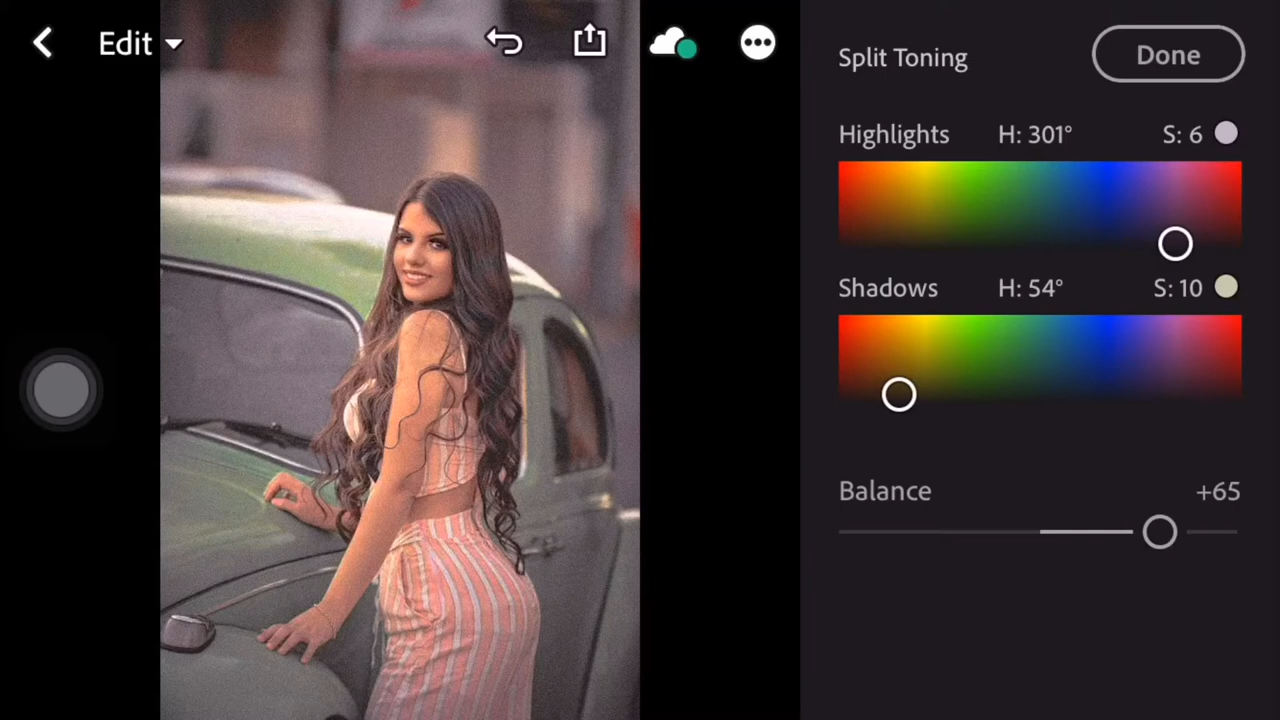 Edit
Split Toning
Done
Highlights H: 301° S: 6
Shadows H: 54° S: 10
Balance +65